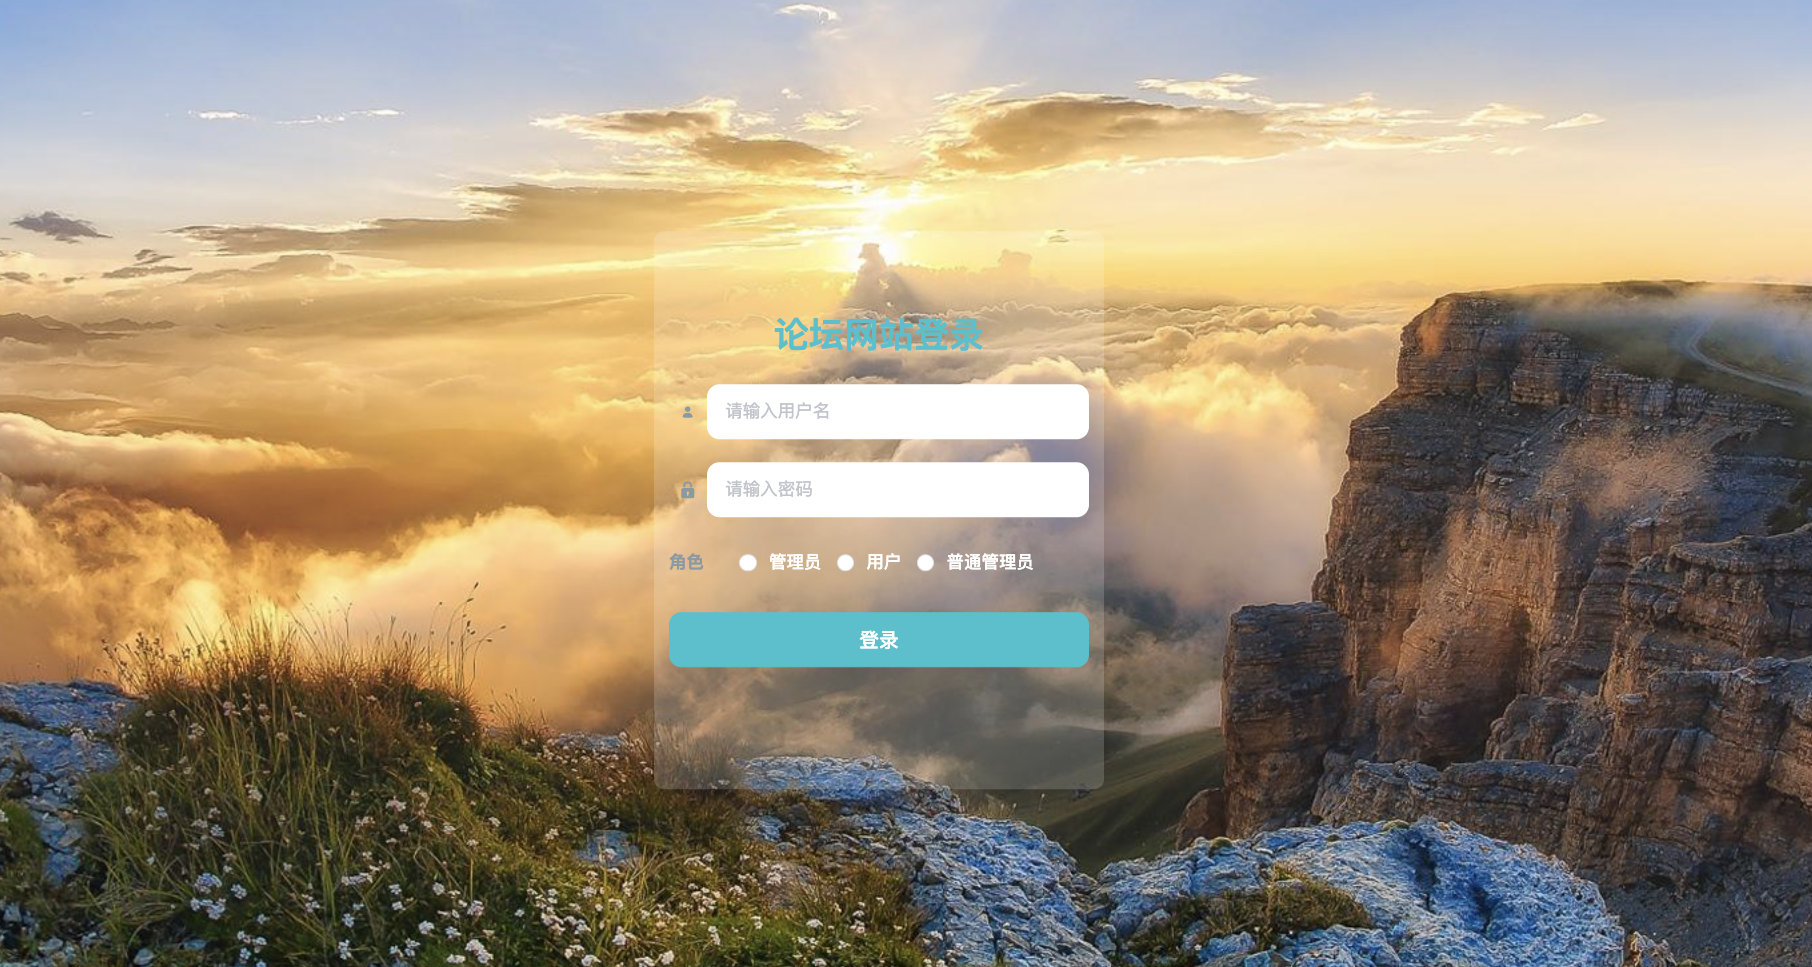 论坛网站登录
请输入用户名
请输入密码
角色 管理员 用户 普通管理员
登录